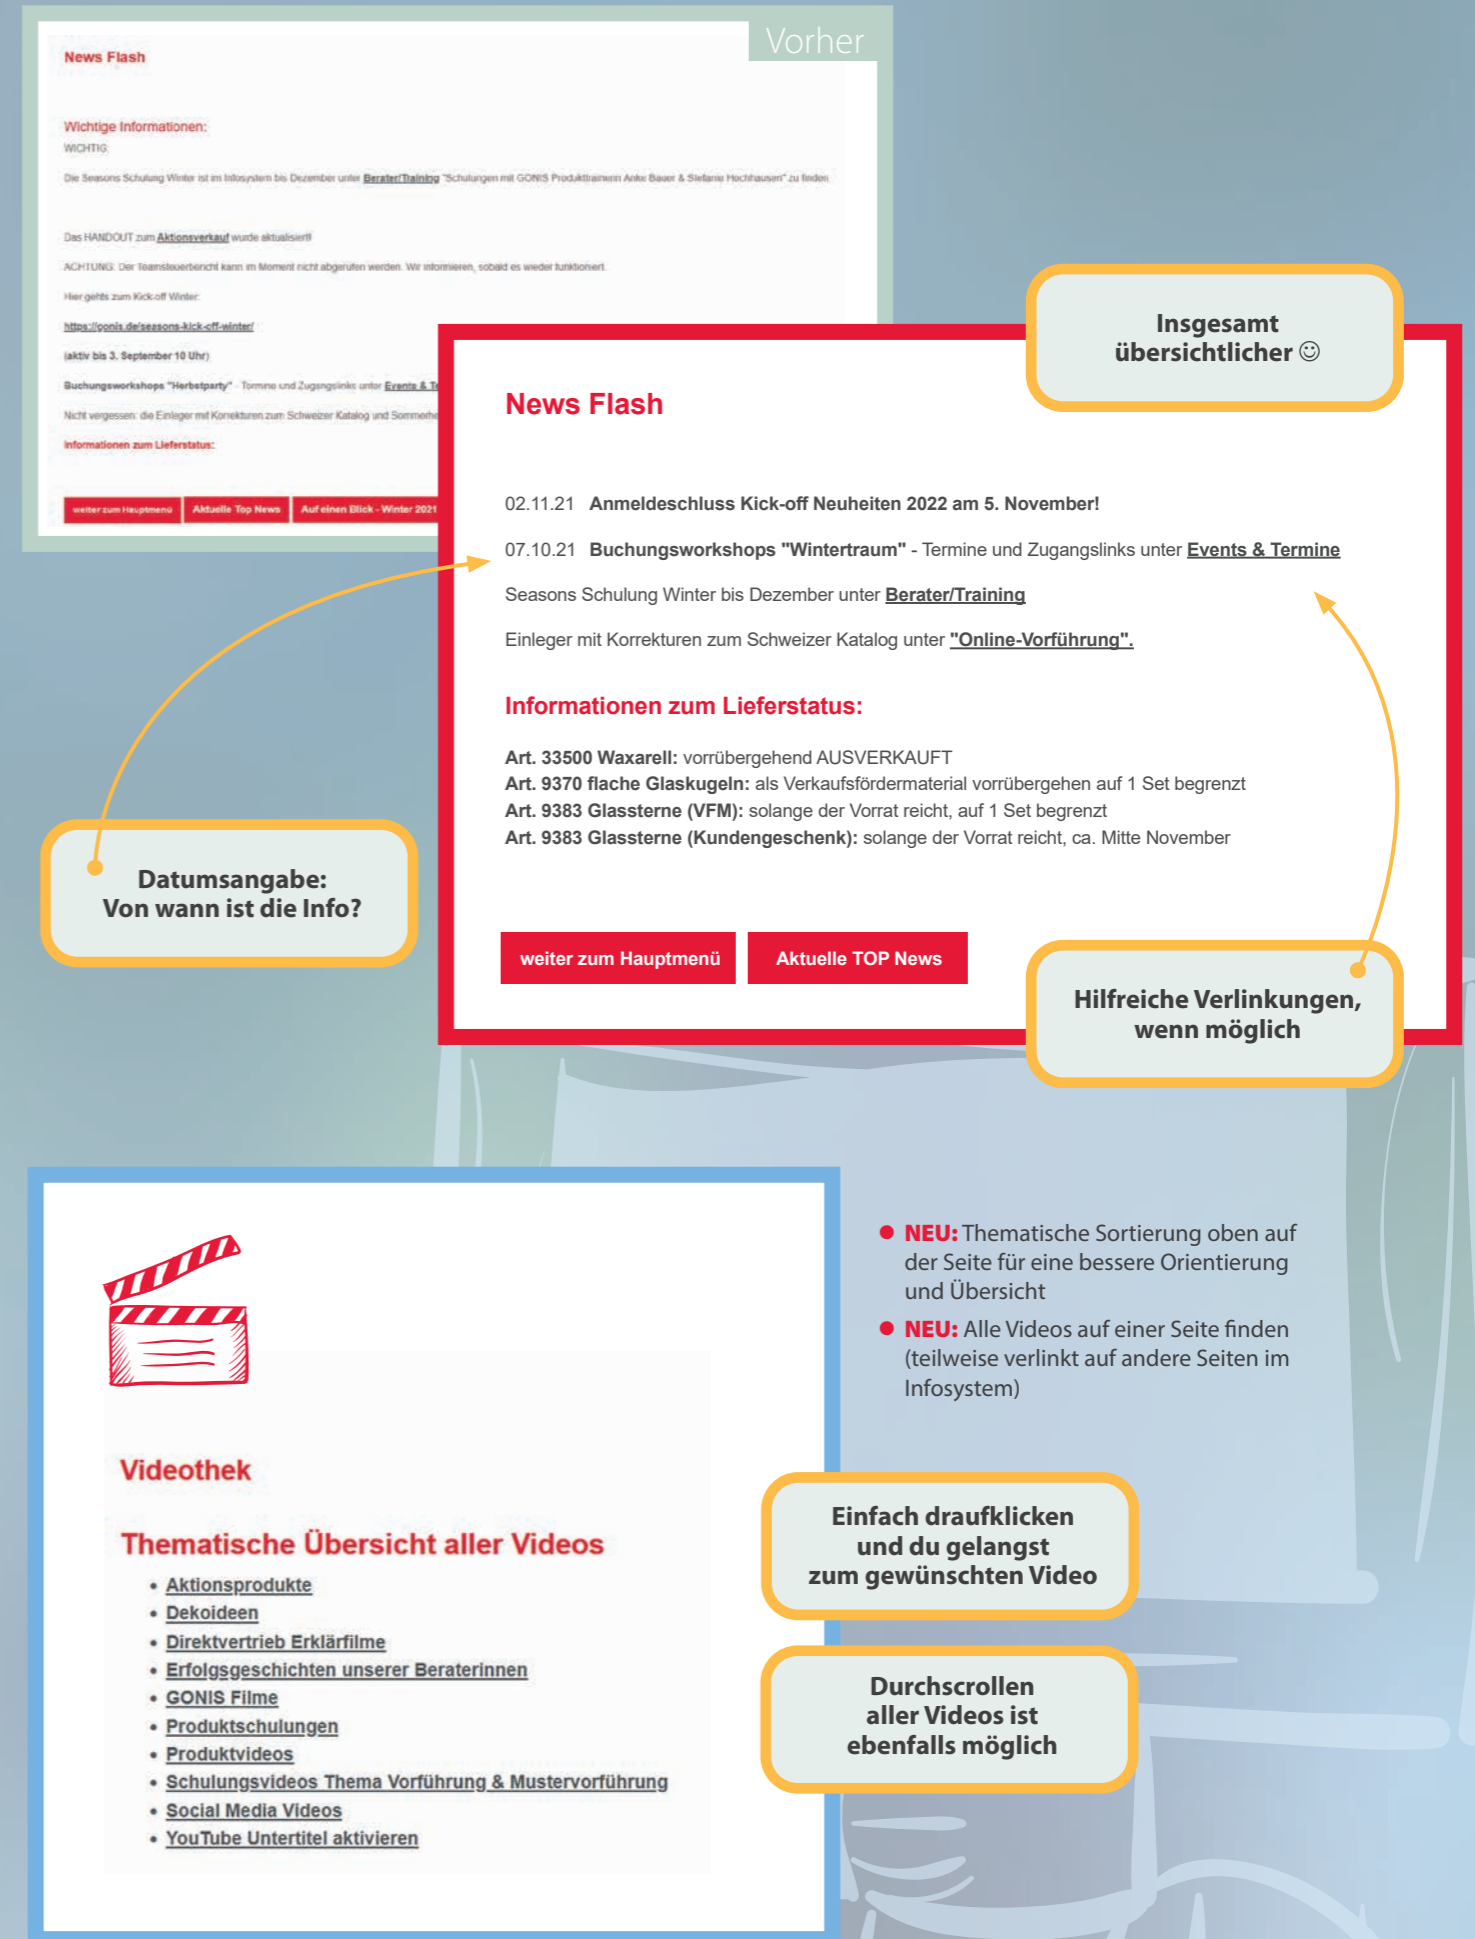 Vorher
News Flash
Wichtige Informationen:
WICHTIG:
Die Seasons Schulung Winter ist im Infosystem bis Dezember unter Berater/Training "Schulungen mit GONIS Produkttrainerin Anke Bauer & Stefanie Hochhausen" zu finden
Das HANDOUT zum Aktionsverkauf wurde aktualisiert!
ACHTUNG: Der Teamsteuerbericht kann im Moment nicht abgerufen werden. Wir informieren, sobald es wieder funktioniert.
Hier gehts zum Kick-off Winter:
https://gonis.de/seasons-kick-off-winter/
(aktiv bis 3. September 10 Uhr)
Buchungsworkshops "Herbstparty" - Termine und Zugangslinks unter Events & Te
Nicht vergessen: die Einleger mit Korrekturen zum Schweizer Katalog und Sommerhe
Informationen zum Lieferstatus:
weiter zum Hauptmenü
Aktuelle Top News
Auf einen Blick - Winter 2021
Insgesamt
übersichtlicher ☺
News Flash
02.11.21 Anmeldeschluss Kick-off Neuheiten 2022 am 5. November!
07.10.21 Buchungsworkshops "Wintertraum" - Termine und Zugangslinks unter Events & Termine
Seasons Schulung Winter bis Dezember unter Berater/Training
Einleger mit Korrekturen zum Schweizer Katalog unter "Online-Vorführung".
Informationen zum Lieferstatus:
Art. 33500 Waxarell: vorrübergehend AUSVERKAUFT
Art. 9370 flache Glaskugeln: als Verkaufsfördermaterial vorrübergehen auf 1 Set begrenzt
Art. 9383 Glassterne (VFM): solange der Vorrat reicht, auf 1 Set begrenzt
Art. 9383 Glassterne (Kundengeschenk): solange der Vorrat reicht, ca. Mitte November
weiter zum Hauptmenü
Aktuelle TOP News
Datumsangabe:
Von wann ist die Info?
Hilfreiche Verlinkungen,
wenn möglich
Videothek
Thematische Übersicht aller Videos
• Aktionsprodukte
• Dekoideen
• Direktvertrieb Erklärfilme
• Erfolgsgeschichten unserer Beraterinnen
• GONIS Filme
• Produktschulungen
• Produktvideos
• Schulungsvideos Thema Vorführung & Mustervorführung
• Social Media Videos
• YouTube Untertitel aktivieren
• NEU: Thematische Sortierung oben auf
der Seite für eine bessere Orientierung
und Übersicht
• NEU: Alle Videos auf einer Seite finden
(teilweise verlinkt auf andere Seiten im
Infosystem)
Einfach draufklicken
und du gelangst
zum gewünschten Video
Durchscrollen
aller Videos ist
ebenfalls möglich